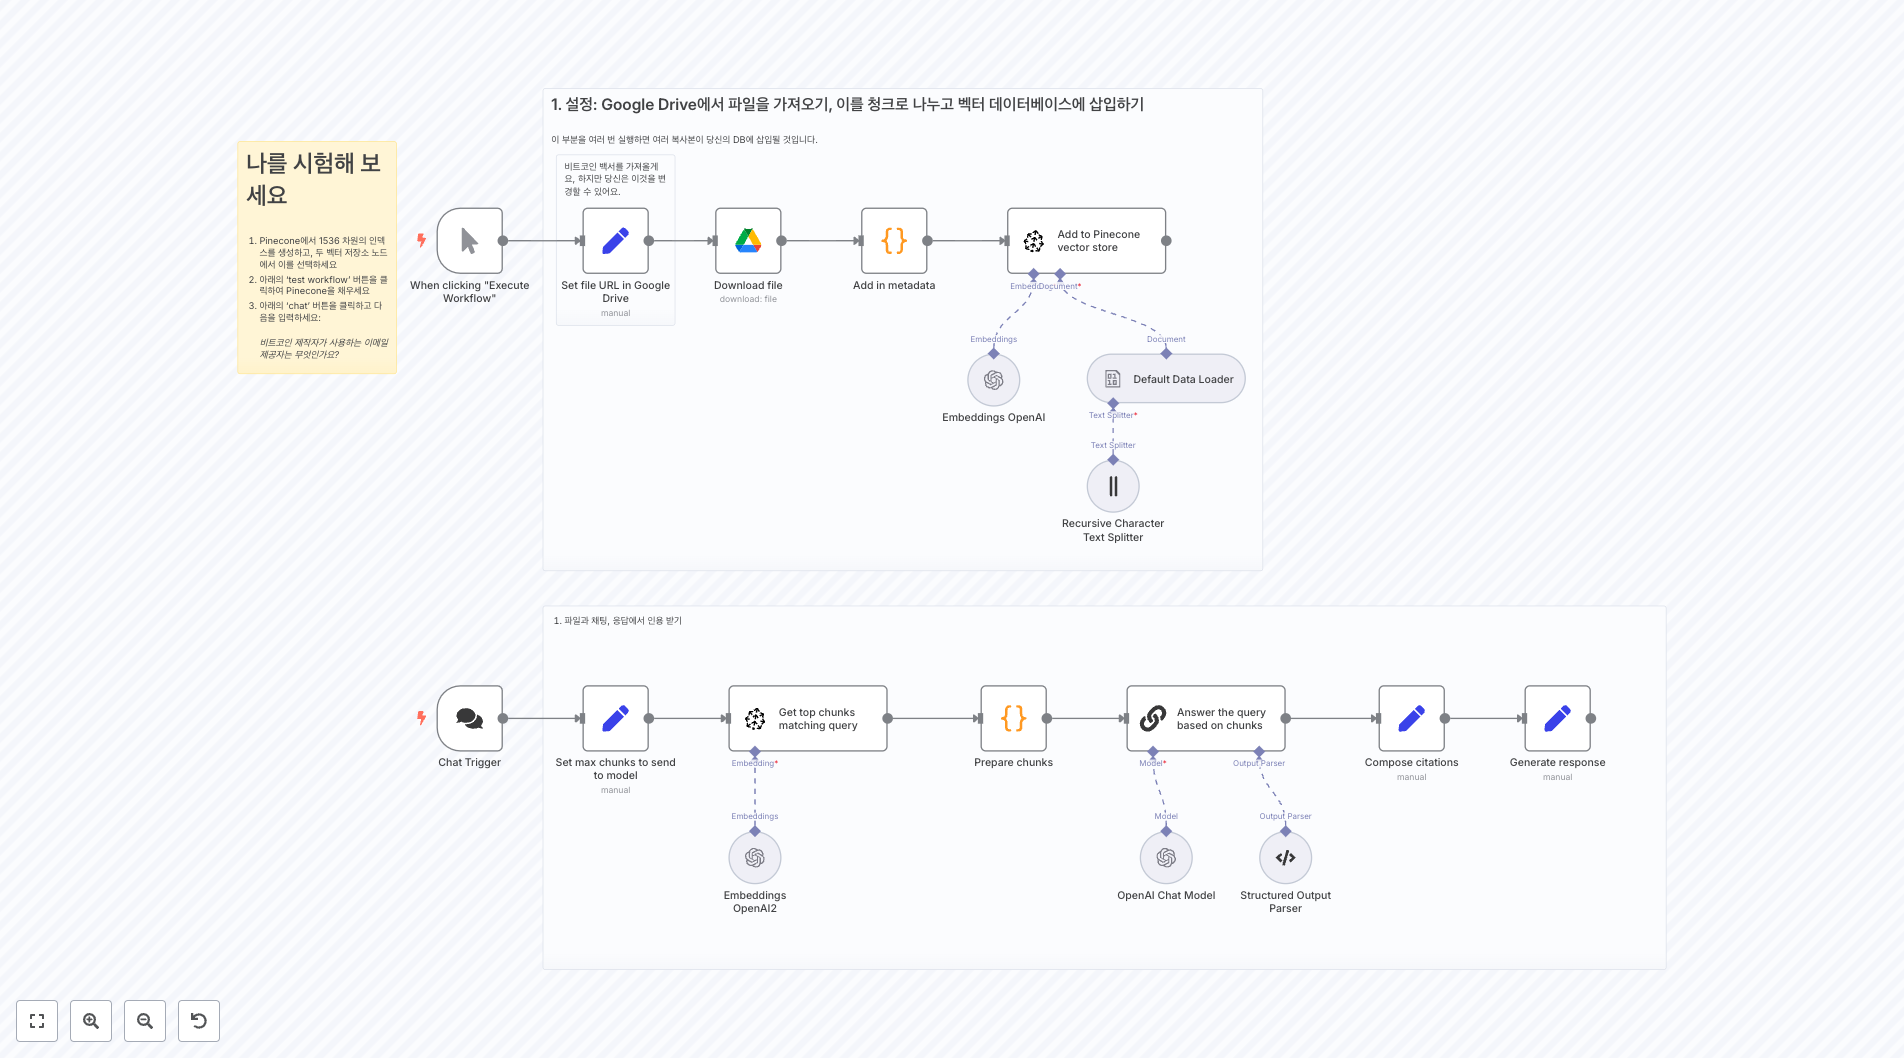 1. 설정: Google Drive에서 파일을 가져오기, 이를 청크로 나누고 벡터 데이터베이스에 삽입하기
이 부분을 여러 번 실행하면 여러 복사본이 당신의 DB에 삽입될 것입니다.
나를 시험해 보
세요
1. Pinecone에서 1536 차원의 인덱
스를 생성하고, 두 벡터 저장소 노드
에서 이를 선택하세요
2. 아래의 ‘test workflow’ 버튼을 클
릭하여 Pinecone을 채우세요
3. 아래의 ‘chat’ 버튼을 클릭하고 다
음을 입력하세요:
비트코인 제작자가 사용하는 이메일
제공자는 무엇인가요?
비트코인 백서를 가져올게
요, 하지만 당신은 이것을 변
경할 수 있어요.
When clicking "Execute
Workflow"
Set file URL in Google
Drive
manual
Download file
download: file
Add in metadata
Add to Pinecone
vector store
Embed
Document*
Embeddings
Document
Embeddings OpenAI
Default Data Loader
Text Splitter*
Text Splitter
Recursive Character
Text Splitter
1. 파일과 채팅, 응답에서 인용 받기
Chat Trigger
Set max chunks to send
to model
manual
Get top chunks
matching query
Embedding*
Embeddings
Embeddings
OpenAI2
Prepare chunks
Answer the query
based on chunks
Model*
Output Parser
Model
Output Parser
OpenAI Chat Model
Structured Output
Parser
Compose citations
manual
Generate response
manual